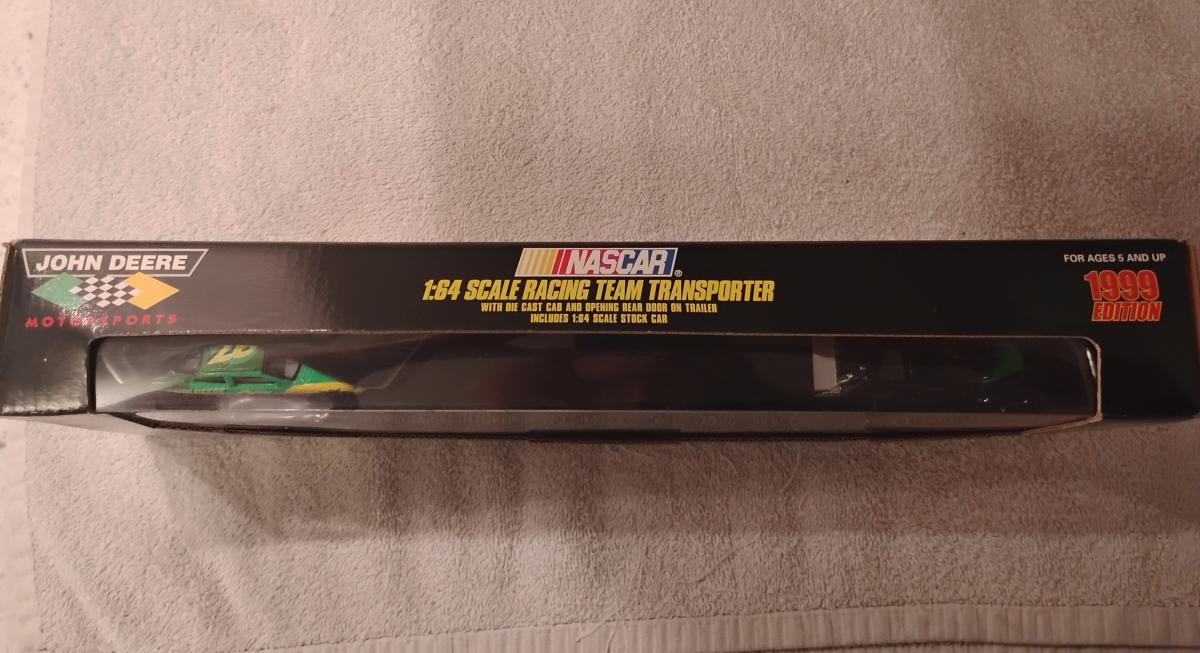 JOHN DEERE
MOTORSPORTS
NASCAR®
1:64 SCALE RACING TEAM TRANSPORTER
WITH DIE CAST CAB AND OPENING REAR DOOR ON TRAILER
INCLUDES 1:64 SCALE STOCK CAR
FOR AGES 5 AND UP
1999
EDITION